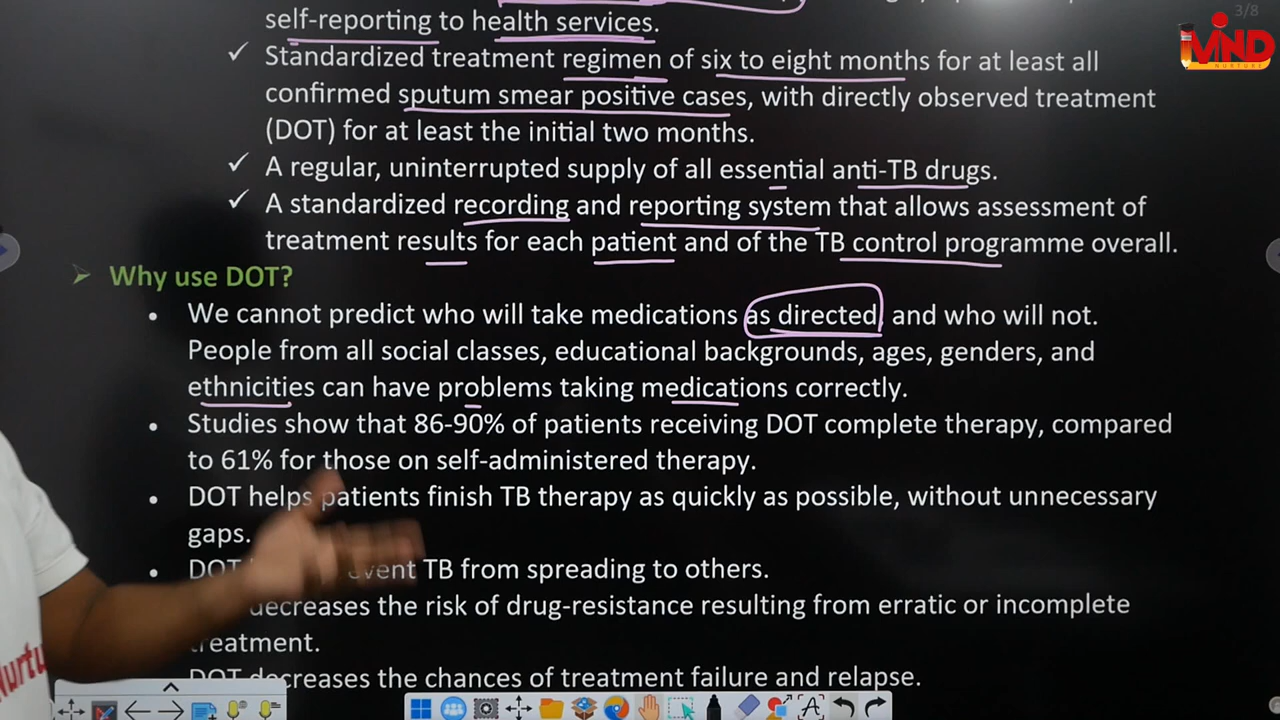 3/8
MIND
NURTURE
self-reporting to health services.
✓ Standardized treatment regimen of six to eight months for at least all
confirmed sputum smear positive cases, with directly observed treatment
(DOT) for at least the initial two months.
✓ A regular, uninterrupted supply of all essential anti-TB drugs.
✓ A standardized recording and reporting system that allows assessment of
treatment results for each patient and of the TB control programme overall.
➢ Why use DOT?
• We cannot predict who will take medications as directed, and who will not.
People from all social classes, educational backgrounds, ages, genders, and
ethnicities can have problems taking medications correctly.
• Studies show that 86-90% of patients receiving DOT complete therapy, compared
to 61% for those on self-administered therapy.
• DOT helps patients finish TB therapy as quickly as possible, without unnecessary
gaps.
• DOT TB from spreading to others.
decreases the risk of drug-resistance resulting from erratic or incomplete
treatment.
DOT decreases the chances of treatment failure and relapse.